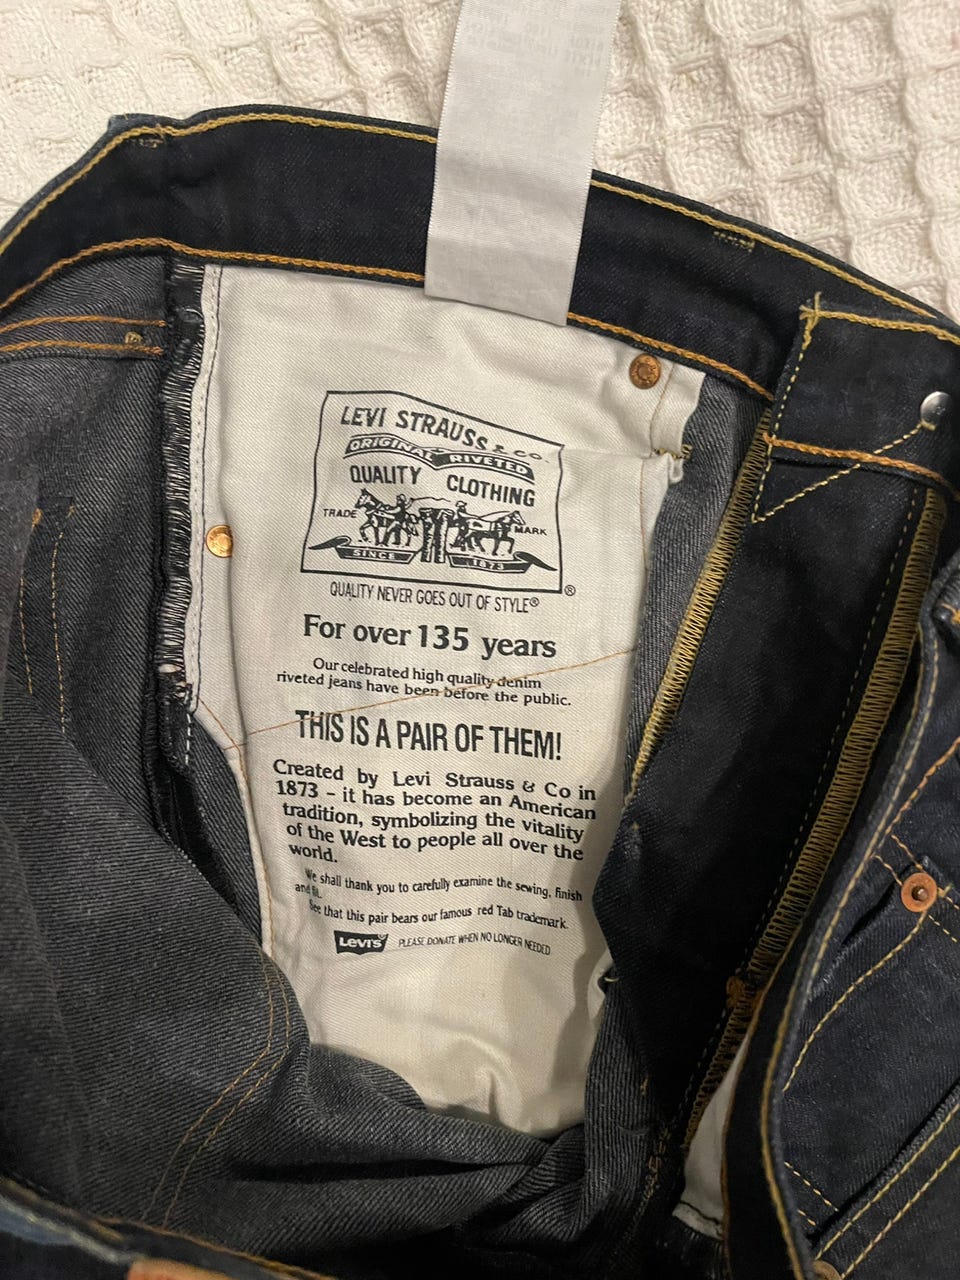 LEVI STRAUSS & CO.
ORIGINAL RIVETED
QUALITY CLOTHING
TRADE MARK
SINCE 1873
®
QUALITY NEVER GOES OUT OF STYLE®
For over 135 years
Our celebrated high quality denim
riveted jeans have been before the public.
THIS IS A PAIR OF THEM!
Created by Levi Strauss & Co in
1873 - it has become an American
tradition, symbolizing the vitality
of the West to people all over the
world.
We shall thank you to carefully examine the sewing, finish
and fit.
See that this pair bears our famous red Tab trademark.
Levi's® PLEASE DONATE WHEN NO LONGER NEEDED